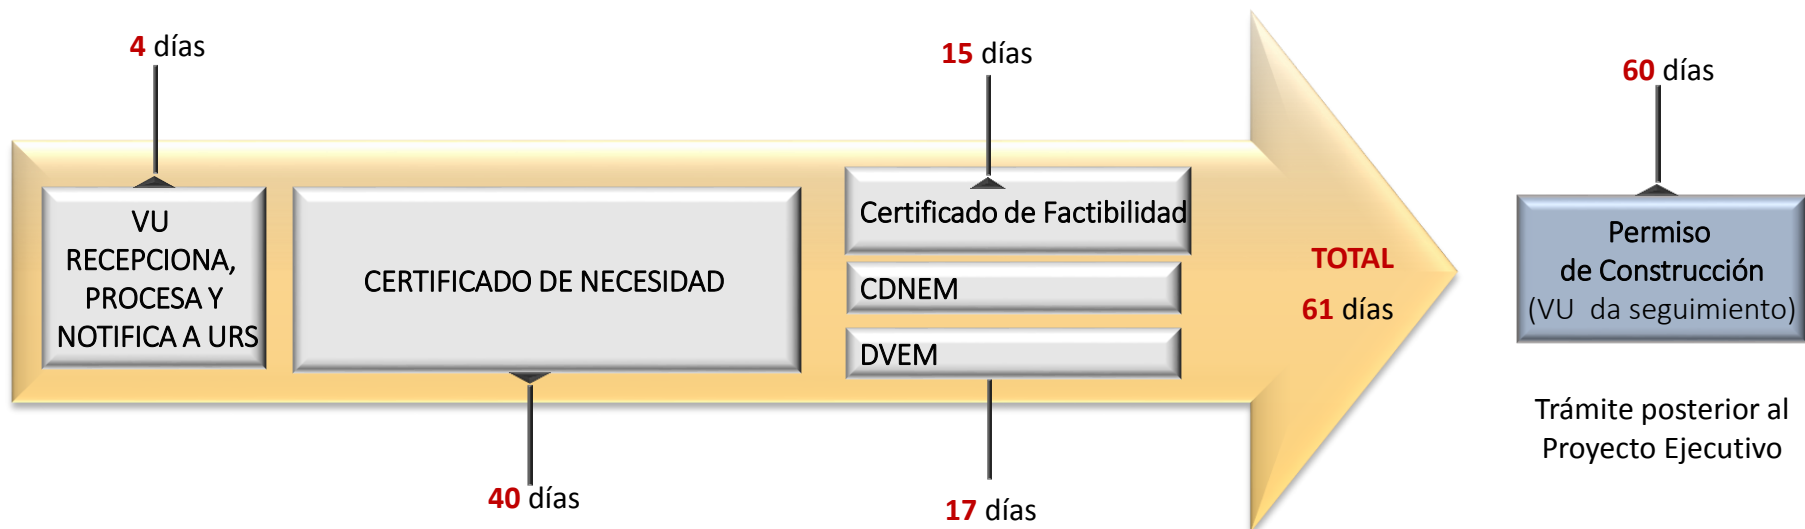 4 días
VU
RECEPCIONA,
PROCESA Y
NOTIFICA A URS
CERTIFICADO DE NECESIDAD
40 días
15 días
Certificado de Factibilidad
CDNEM
DVEM
17 días
TOTAL
61 días
60 días
Permiso
de Construcción
(VU da seguimiento)
Trámite posterior al
Proyecto Ejecutivo